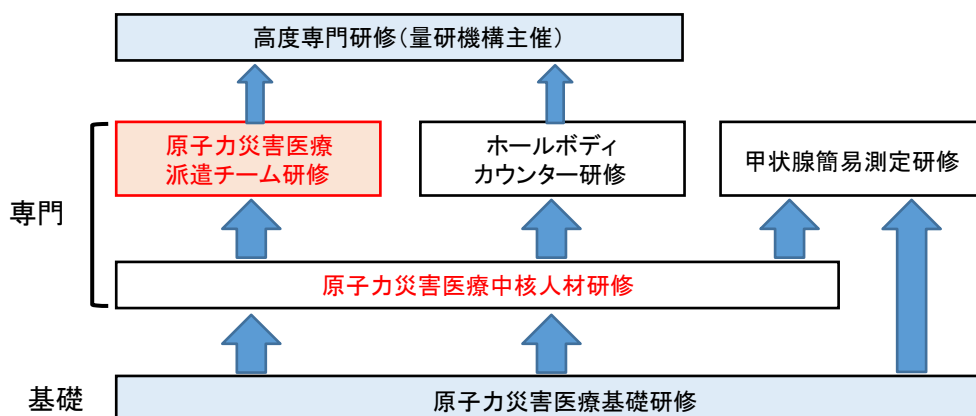 高度専門研修(量研機構主催)
原子力災害医療
派遣チーム研修
ホールボディ
カウンター研修
甲状腺簡易測定研修
専門
原子力災害医療中核人材研修
基礎
原子力災害医療基礎研修